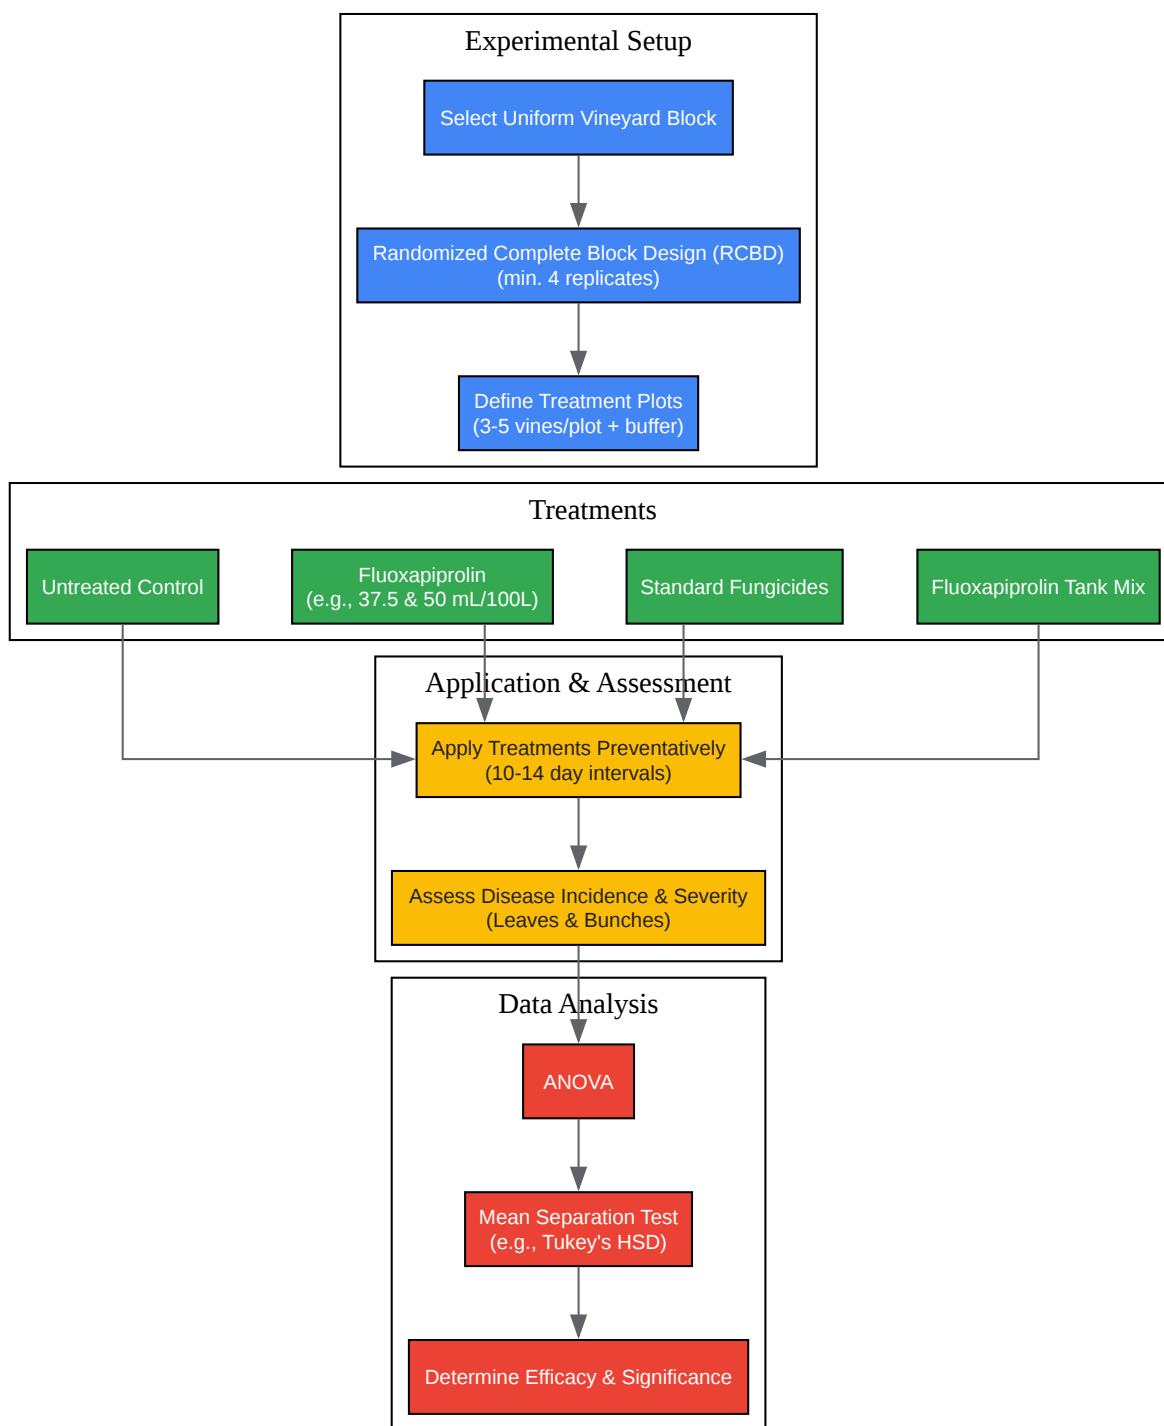 Experimental Setup
Select Uniform Vineyard Block
Randomized Complete Block Design (RCBD)
(min. 4 replicates)
Define Treatment Plots
(3-5 vines/plot + buffer)
Treatments
Untreated Control
Fluoxapiprolin
(e.g., 37.5 & 50 mL/100L)
Standard Fungicides
Fluoxapiprolin Tank Mix
Application & Assessment
Apply Treatments Preventatively
(10-14 day intervals)
Assess Disease Incidence & Severity
(Leaves & Bunches)
Data Analysis
ANOVA
Mean Separation Test
(e.g., Tukey's HSD)
Determine Efficacy & Significance